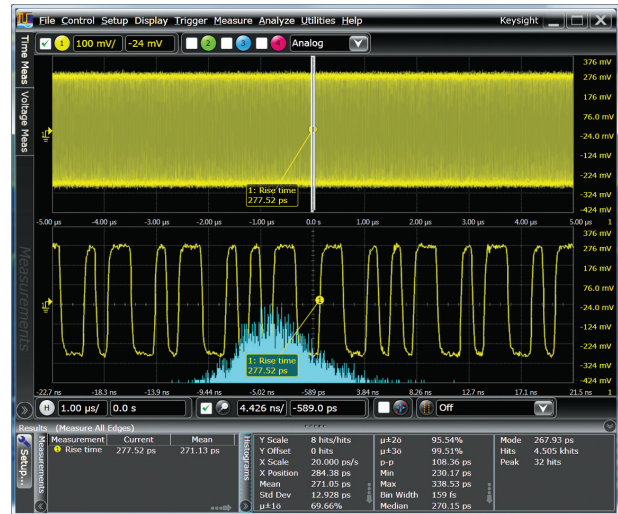 File Control Setup Display Trigger Measure Analyze Utilities Help Keysight
1 100 mV/ -24 mV 2 3 4 Analog
Time Meas
Voltage Meas
Measurements
376 mV
276 mV
176 mV
76.0 mV
-24.0 mV
-124 mV
-224 mV
-324 mV
-424 mV
1: Rise time
277.52 ps
-5.00 µs -4.00 µs -3.00 µs -2.00 µs -1.00 µs 0.0 s 1.00 µs 2.00 µs 3.00 µs 4.00 µs 5.00 µs 1
376 mV
276 mV
176 mV
76.0 mV
-24.0 mV
-124 mV
-224 mV
-324 mV
-424 mV
1
1: Rise time
277.52 ps
-22.7 ns -18.3 ns -13.9 ns -9.44 ns -5.02 ns -589 ps 3.84 ns 8.26 ns 12.7 ns 17.1 ns 21.5 ns 1
H 1.00 µs/ 0.0 s 4.426 ns/ -589.0 ps Off
Results (Measure All Edges)
Setup...
Measurements
Measurement Current Mean
1 Rise time 277.52 ps 271.13 ps
Histograms
Y Scale 8 hits/hits µ±2σ 95.54% Mode 267.93 ps
Y Offset 0 hits µ±3σ 99.51% Hits 4.505 khits
X Scale 20.000 ps/s p-p 108.36 ps Peak 32 hits
X Position 284.38 ps Min 230.17 ps
Mean 271.05 ps Max 338.53 ps
Std Dev 12.928 ps Bin Width 159 fs
µ±1σ 69.66% Median 270.15 ps